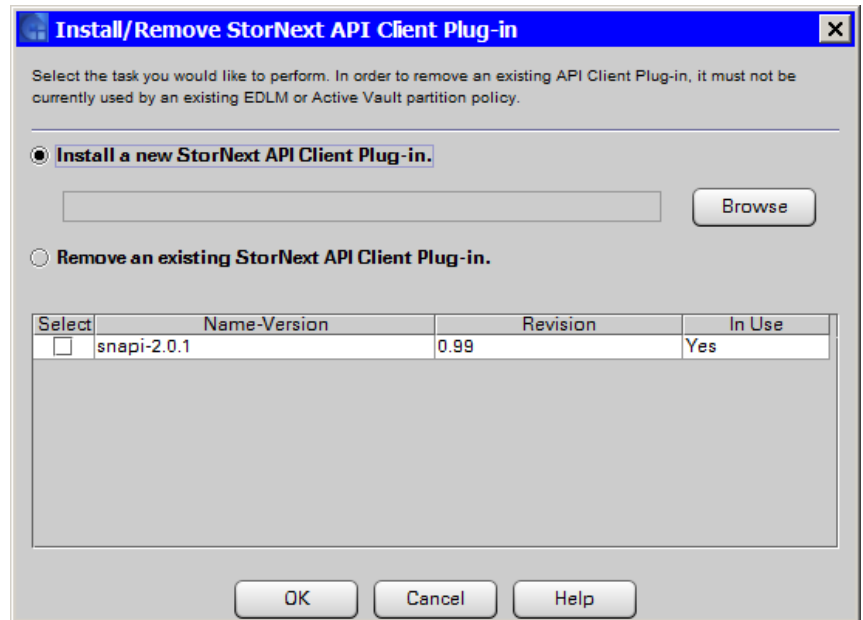 Install/Remove StorNext API Client Plug-in
Select the task you would like to perform. In order to remove an existing API Client Plug-in, it must not be
currently used by an existing EDLM or Active Vault partition policy.
Install a new StorNext API Client Plug-in.
Browse
Remove an existing StorNext API Client Plug-in.
Select Name-Version Revision In Use
snapi-2.0.1 0.99 Yes
OK Cancel Help